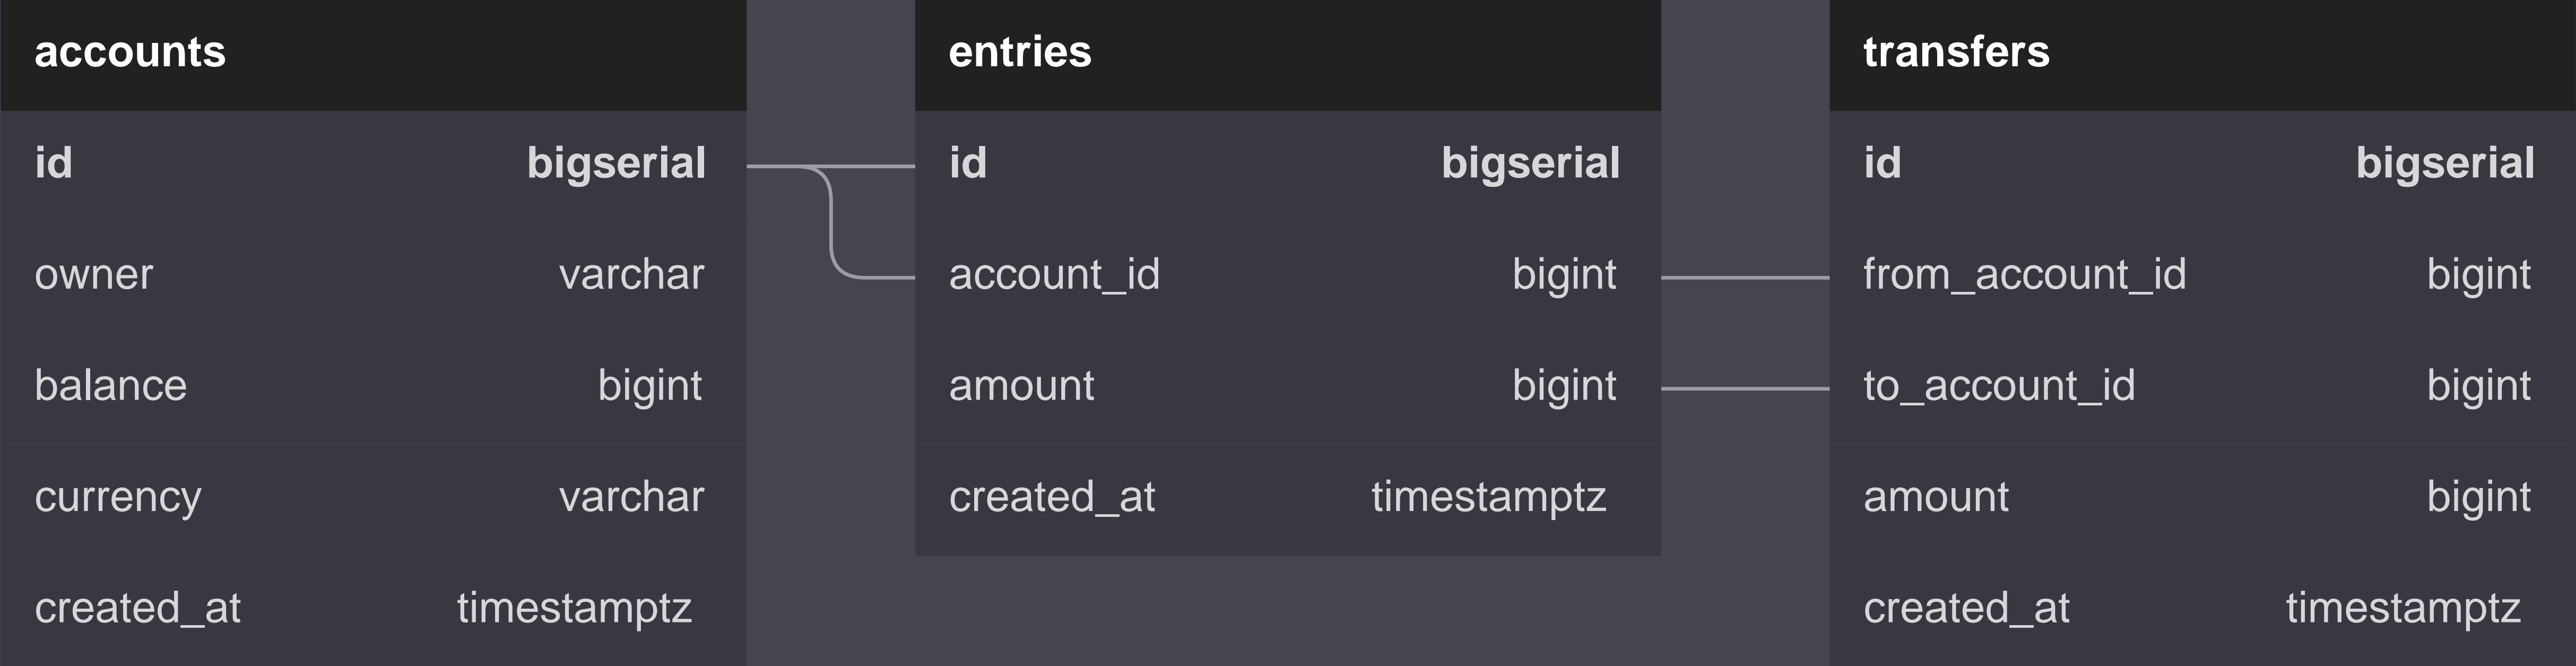 accounts
id bigserial
owner varchar
balance bigint
currency varchar
created_at timestamptz
entries
id bigserial
account_id bigint
amount bigint
created_at timestamptz
transfers
id bigserial
from_account_id bigint
to_account_id bigint
amount bigint
created_at timestamptz